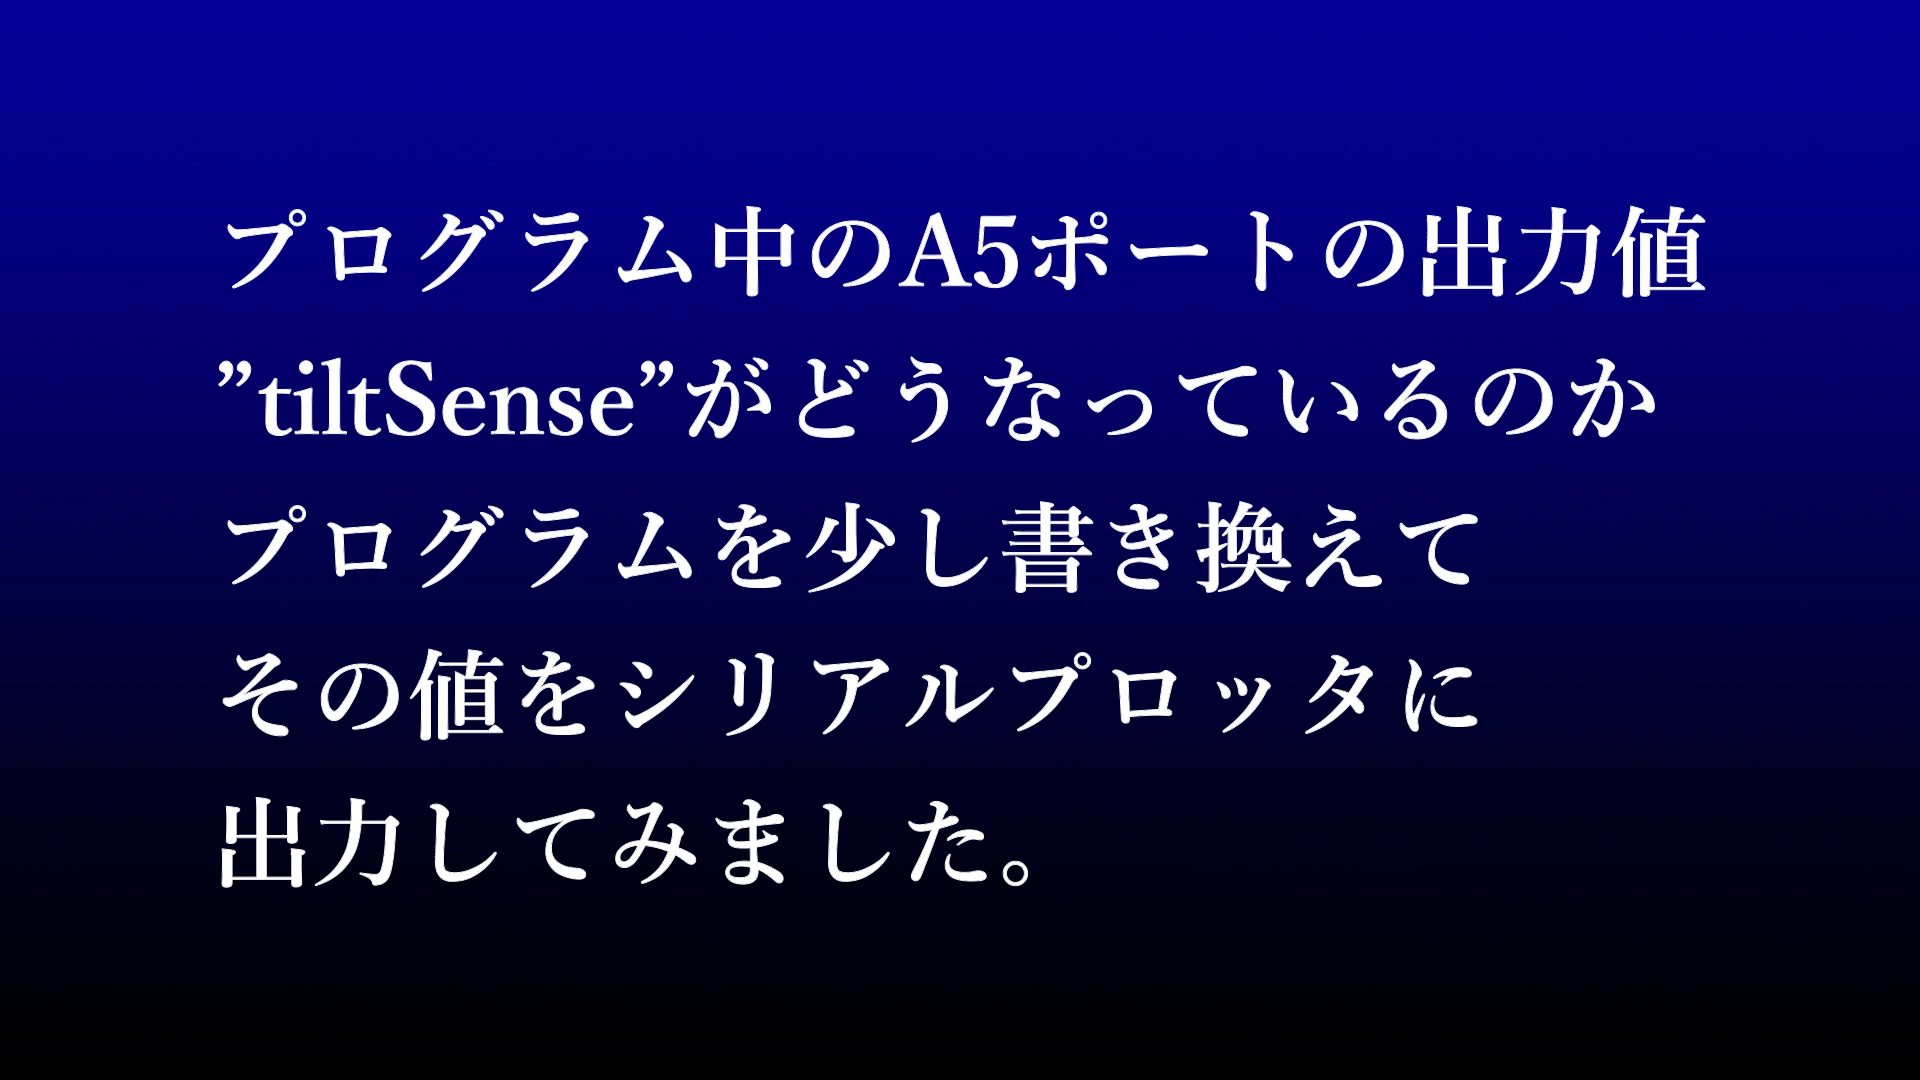 プログラム中のA5ポートの出力値
”tiltSense”がどうなっているのか
プログラムを少し書き換えて
その値をシリアルプロッタに
出力してみました。